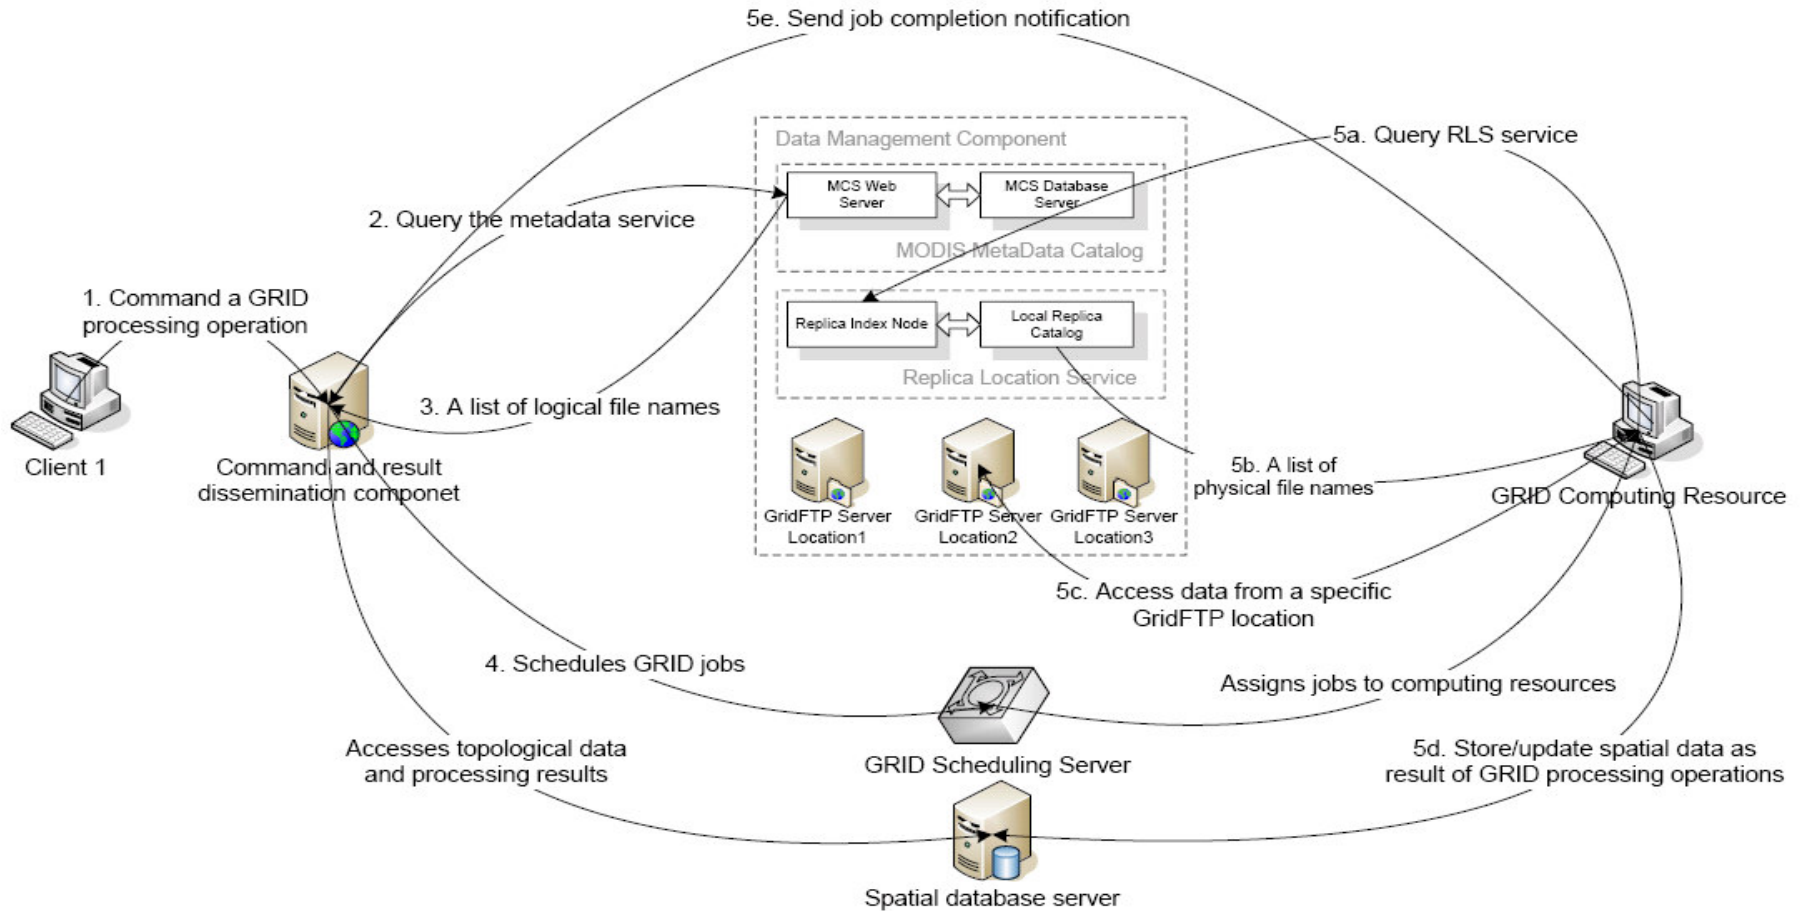 5e. Send job completion notification
Data Management Component
5a. Query RLS service
MCS Web
Server
MCS Database
Server
2. Query the metadata service
MODIS MetaData Catalog
1. Command a GRID
processing operation
Replica Index Node
Local Replica
Catalog
Replica Location Service
3. A list of logical file names
Client 1
Command and result
dissemination componet
5b. A list of
physical file names
GRID Computing Resource
GridFTP Server
Location1
GridFTP Server
Location2
GridFTP Server
Location3
5c. Access data from a specific
GridFTP location
4. Schedules GRID jobs
Assigns jobs to computing resources
Accesses topological data
and processing results
GRID Scheduling Server
5d. Store/update spatial data as
result of GRID processing operations
Spatial database server